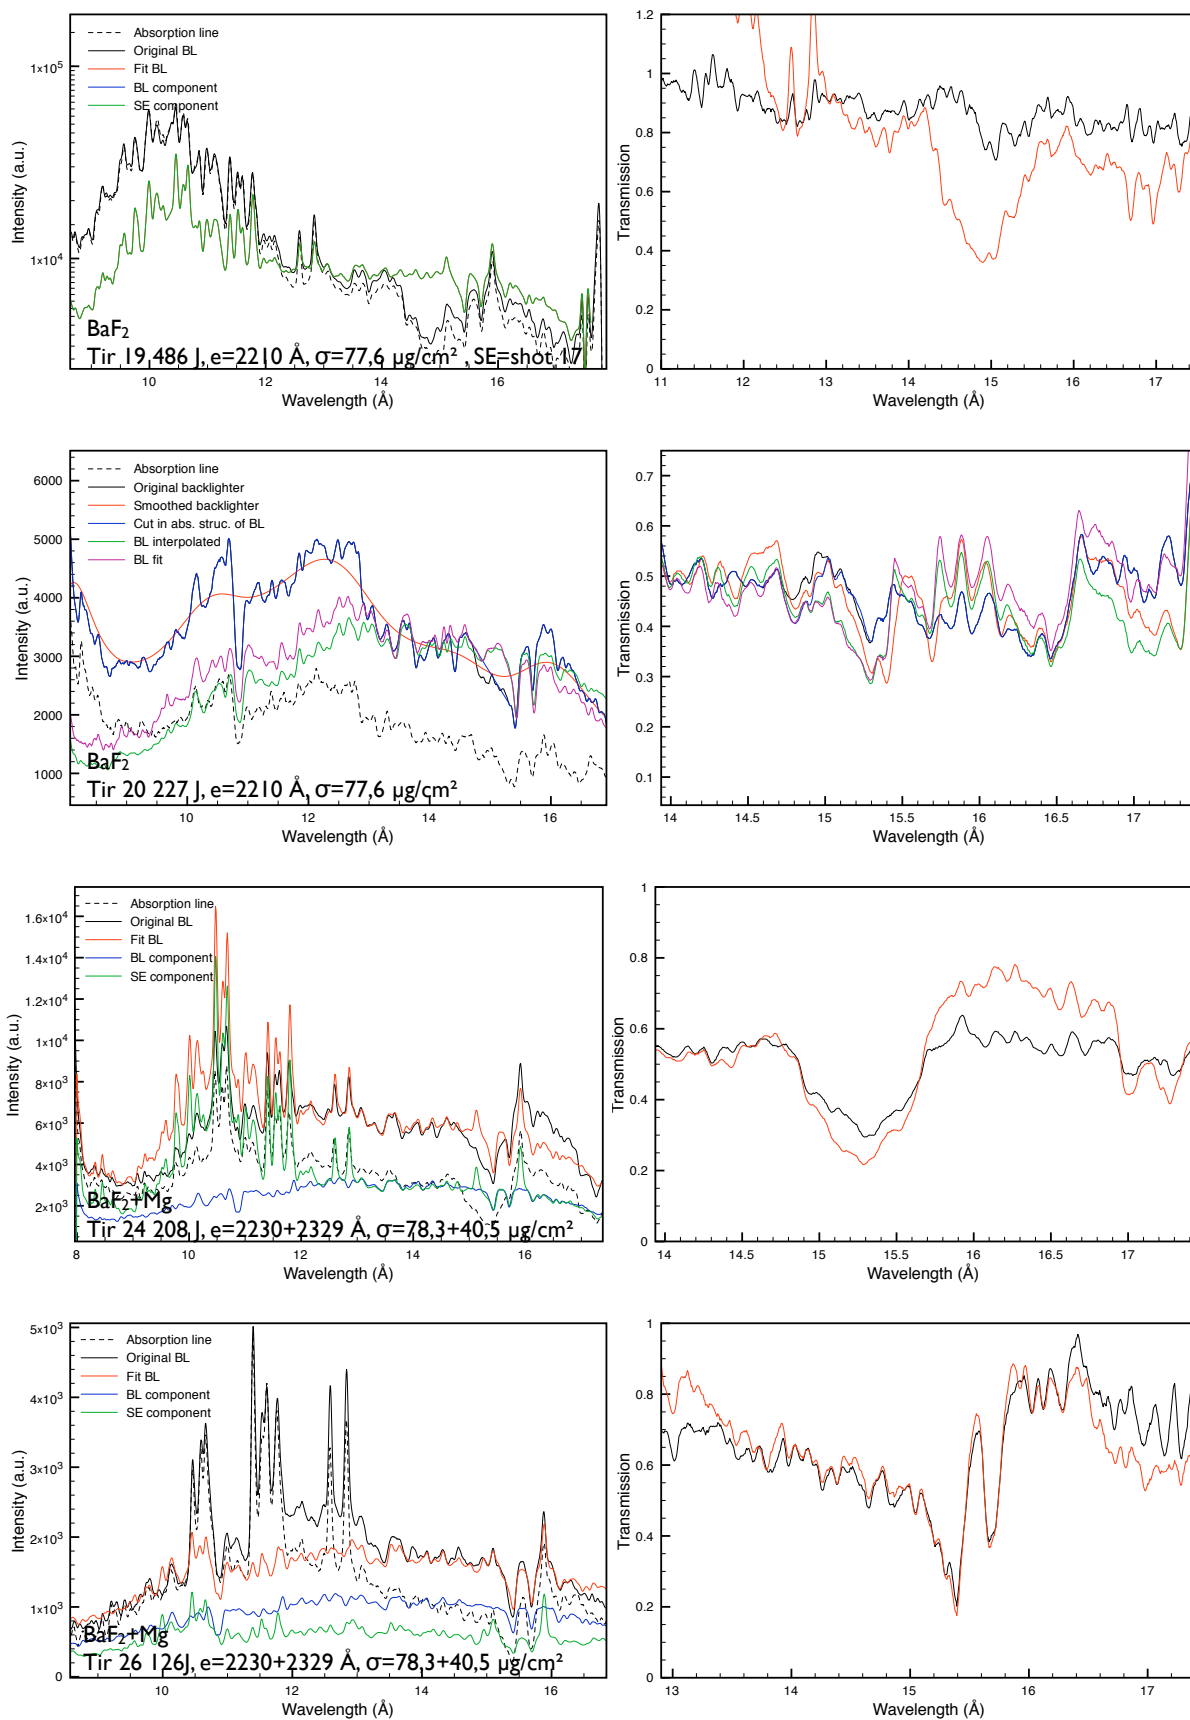 Absorption line
Original BL
Fit BL
BL component
SE component
1×10⁵
1×10⁴
Intensity (a.u.)
BaF₂
Tir 19 486 J, e=2210 Å, σ=77,6 µg/cm² , SE=shot 17
10 12 14 16
Wavelength (Å)
1.2
1
0.8
0.6
0.4
0.2
0
Transmission
11 12 13 14 15 16 17
Wavelength (Å)
Absorption line
Original backlighter
Smoothed backlighter
Cut in abs. struc. of BL
BL interpolated
BL fit
6000
5000
4000
3000
2000
1000
Intensity (a.u.)
BaF₂
Tir 20 227 J, e=2210 Å, σ=77,6 µg/cm²
10 12 14 16
Wavelength (Å)
0.7
0.6
0.5
0.4
0.3
0.2
0.1
Transmission
14 14.5 15 15.5 16 16.5 17
Wavelength (Å)
Absorption line
Original BL
Fit BL
BL component
SE component
1.6×10⁴
1.4×10⁴
1.2×10⁴
1×10⁴
8×10³
6×10³
4×10³
2×10³
Intensity (a.u.)
BaF₂+Mg
Tir 24 208 J, e=2230+2329 Å, σ=78,3+40,5 µg/cm²
8 10 12 14 16
Wavelength (Å)
1
0.8
0.6
0.4
0.2
0
Transmission
14 14.5 15 15.5 16 16.5 17
Wavelength (Å)
Absorption line
Original BL
Fit BL
BL component
SE component
5×10³
4×10³
3×10³
2×10³
1×10³
0
Intensity (a.u.)
BaF₂+Mg
Tir 26 126J, e=2230+2329 Å, σ=78,3+40,5 µg/cm²
10 12 14 16
Wavelength (Å)
1
0.8
0.6
0.4
0.2
0
Transmission
13 14 15 16 17
Wavelength (Å)